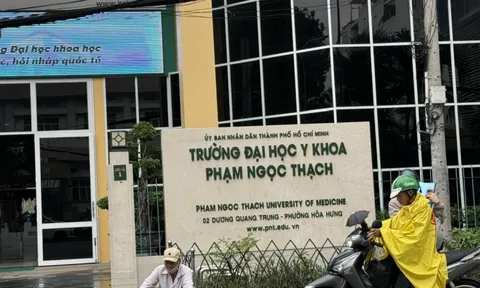 g Đại học khoa học
c, hội nhập quốc tế
ỦY BAN NHÂN DÂN THÀNH PHỐ HỒ CHÍ MINH
TRƯỜNG ĐẠI HỌC Y KHOA
PHẠM NGỌC THẠCH
PHAM NGOC THACH UNIVERSITY OF MEDICINE
02 DƯƠNG QUANG TRUNG - PHƯỜNG HÒA HƯNG
www.pnt.edu.vn